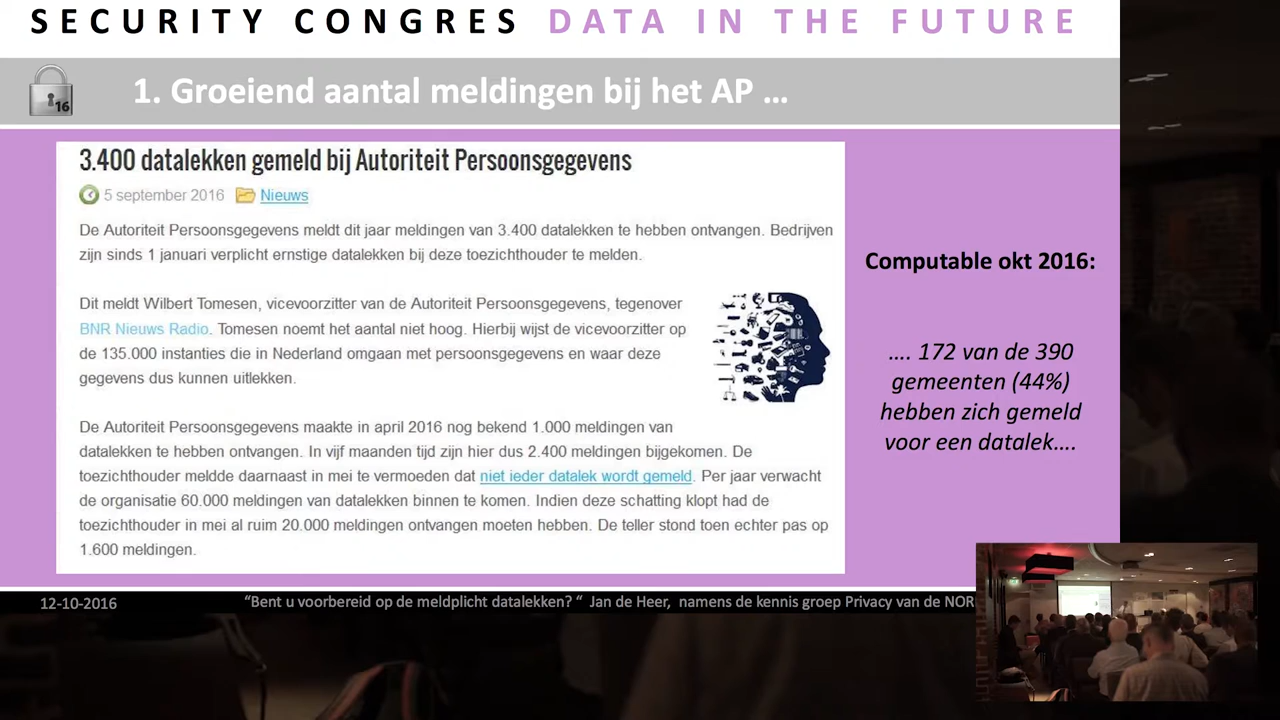 SECURITY CONGRES DATA IN THE FUTURE
16
1. Groeiend aantal meldingen bij het AP ...
3.400 datalekken gemeld bij Autoriteit Persoonsgegevens
5 september 2016 Nieuws
De Autoriteit Persoonsgegevens meldt dit jaar meldingen van 3.400 datalekken te hebben ontvangen. Bedrijven
zijn sinds 1 januari verplicht ernstige datalekken bij deze toezichthouder te melden.
Dit meldt Wilbert Tomesen, vicevoorzitter van de Autoriteit Persoonsgegevens, tegenover
BNR Nieuws Radio. Tomesen noemt het aantal niet hoog. Hierbij wijst de vicevoorzitter op
de 135.000 instanties die in Nederland omgaan met persoonsgegevens en waar deze
gegevens dus kunnen uitlekken.
De Autoriteit Persoonsgegevens maakte in april 2016 nog bekend 1.000 meldingen van
datalekken te hebben ontvangen. In vijf maanden tijd zijn hier dus 2.400 meldingen bijgekomen. De
toezichthouder meldde daarnaast in mei te vermoeden dat niet ieder datalek wordt gemeld. Per jaar verwacht
de organisatie 60.000 meldingen van datalekken binnen te komen. Indien deze schatting klopt had de
toezichthouder in mei al ruim 20.000 meldingen ontvangen moeten hebben. De teller stond toen echter pas op
1.600 meldingen.
Computable okt 2016:
.... 172 van de 390
gemeenten (44%)
hebben zich gemeld
voor een datalek....
12-10-2016
“Bent u voorbereid op de meldplicht datalekken? “ Jan de Heer, namens de kennis groep Privacy van de NOR